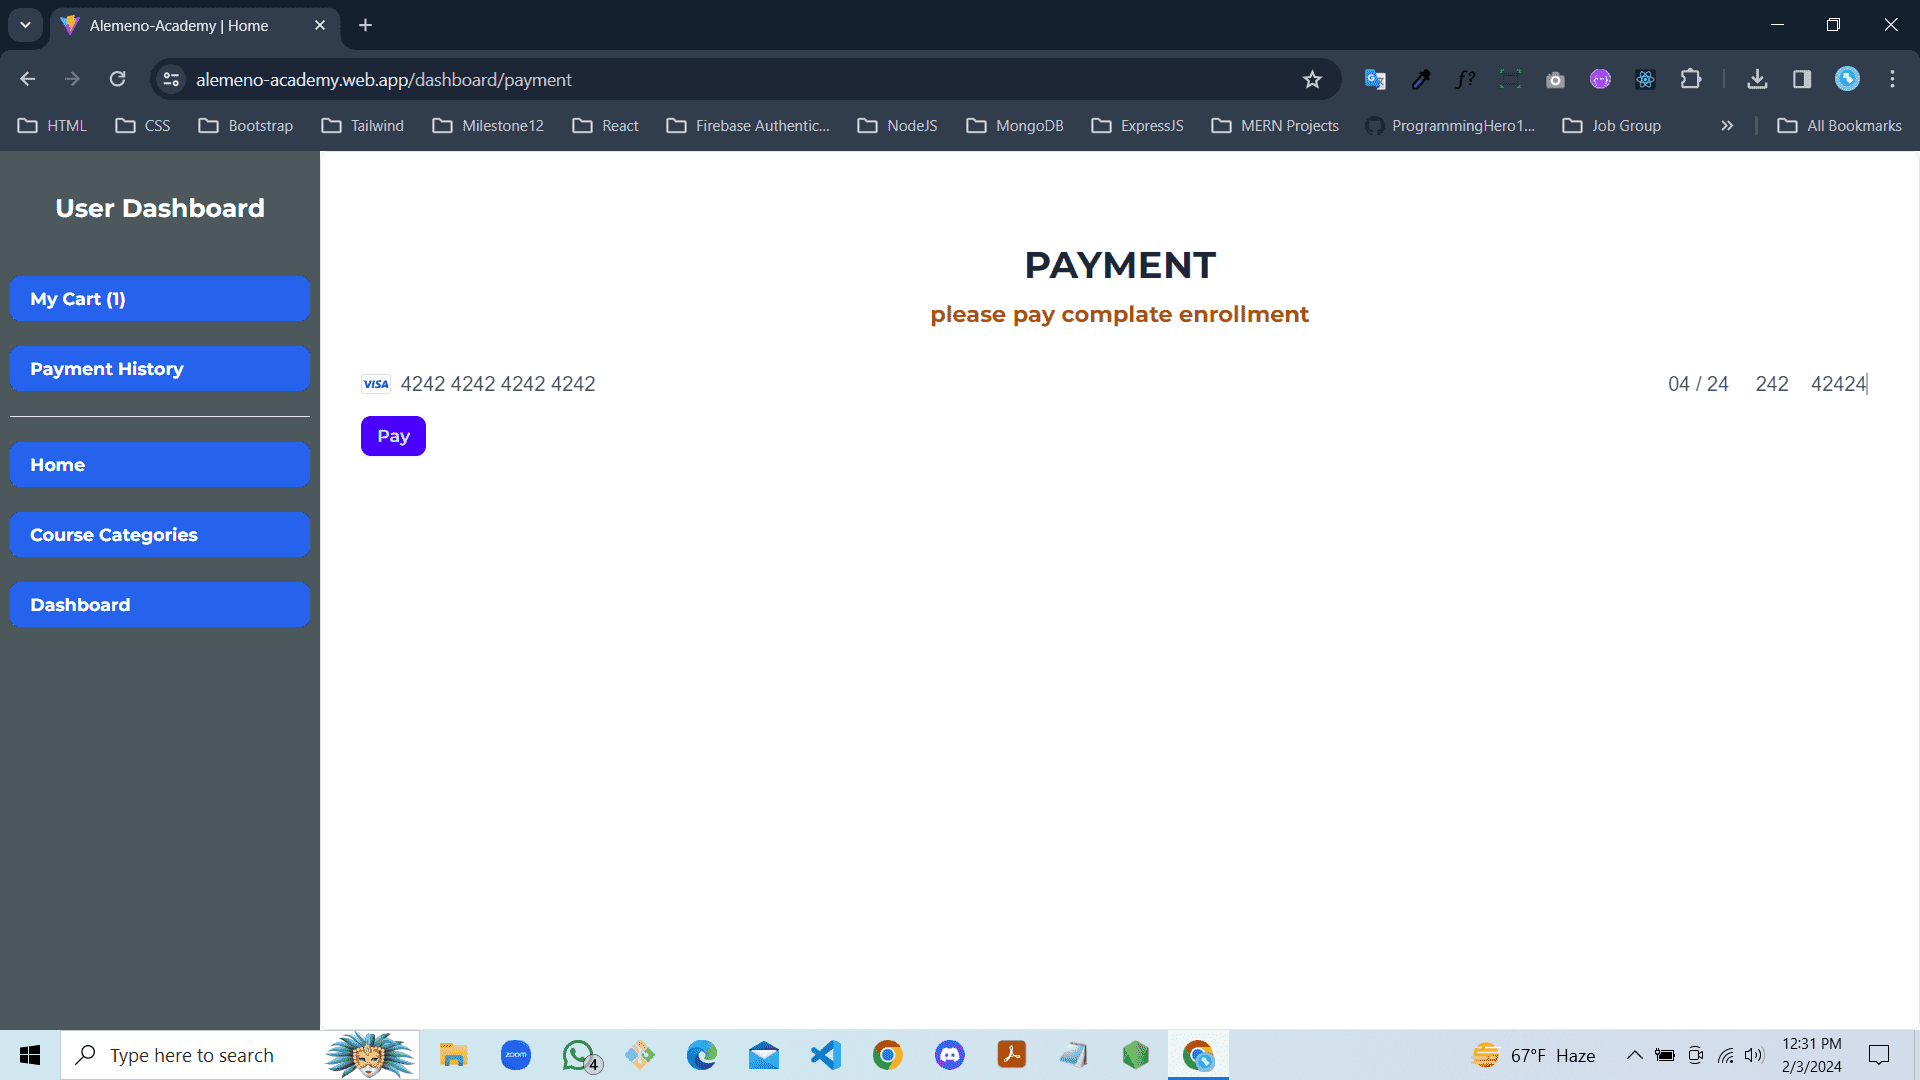 Alemeno-Academy | Home
alemeno-academy.web.app/dashboard/payment
HTML CSS Bootstrap Tailwind Milestone12 React Firebase Authentic... NodeJS MongoDB ExpressJS MERN Projects ProgrammingHero1... Job Group All Bookmarks
User Dashboard
My Cart (1)
Payment History
Home
Course Categories
Dashboard
PAYMENT
please pay complate enrollment
VISA 4242 4242 4242 4242 04 / 24 242 42424
Pay
Type here to search
zoom
4
67°F Haze
12:31 PM
2/3/2024